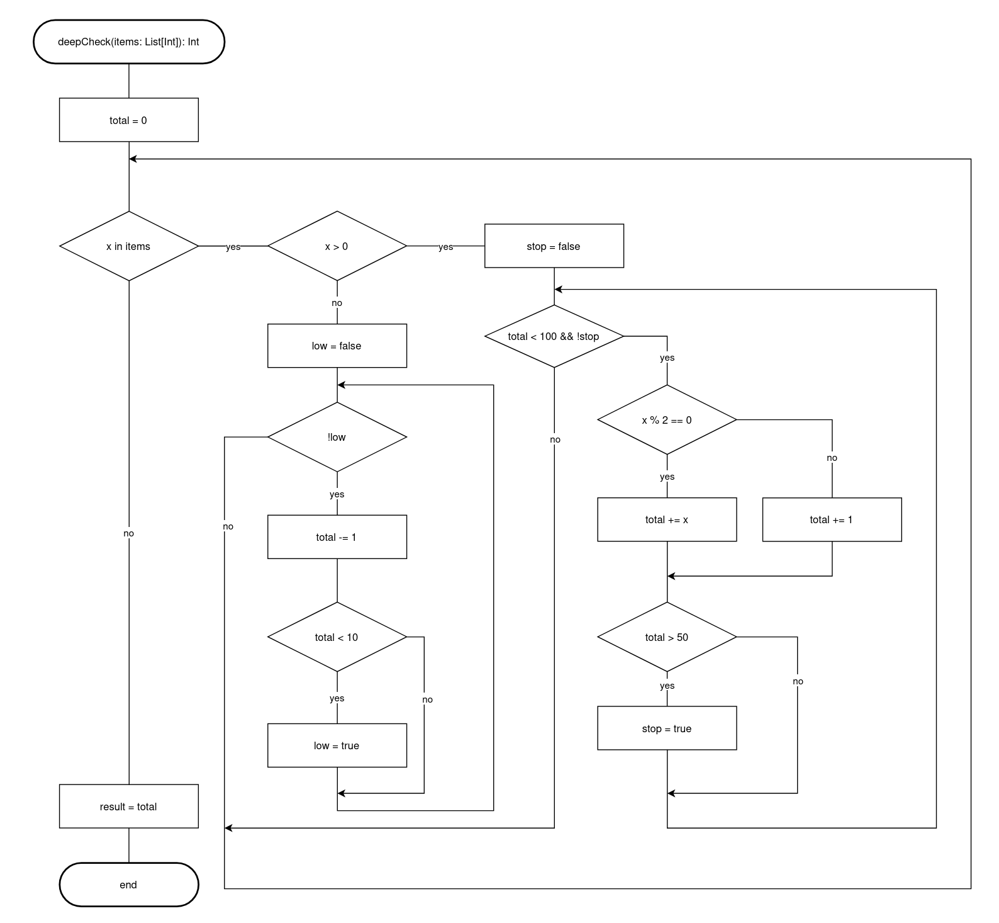 deepCheck(items: List[Int]): Int
total = 0
x in items
yes
x > 0
yes
stop = false
no
low = false
total < 100 && !stop
yes
!low
x % 2 == 0
no
no
yes
yes
no
total += x
total += 1
no
total -= 1
no
total < 10
total > 50
yes
no
yes
no
low = true
stop = true
result = total
end